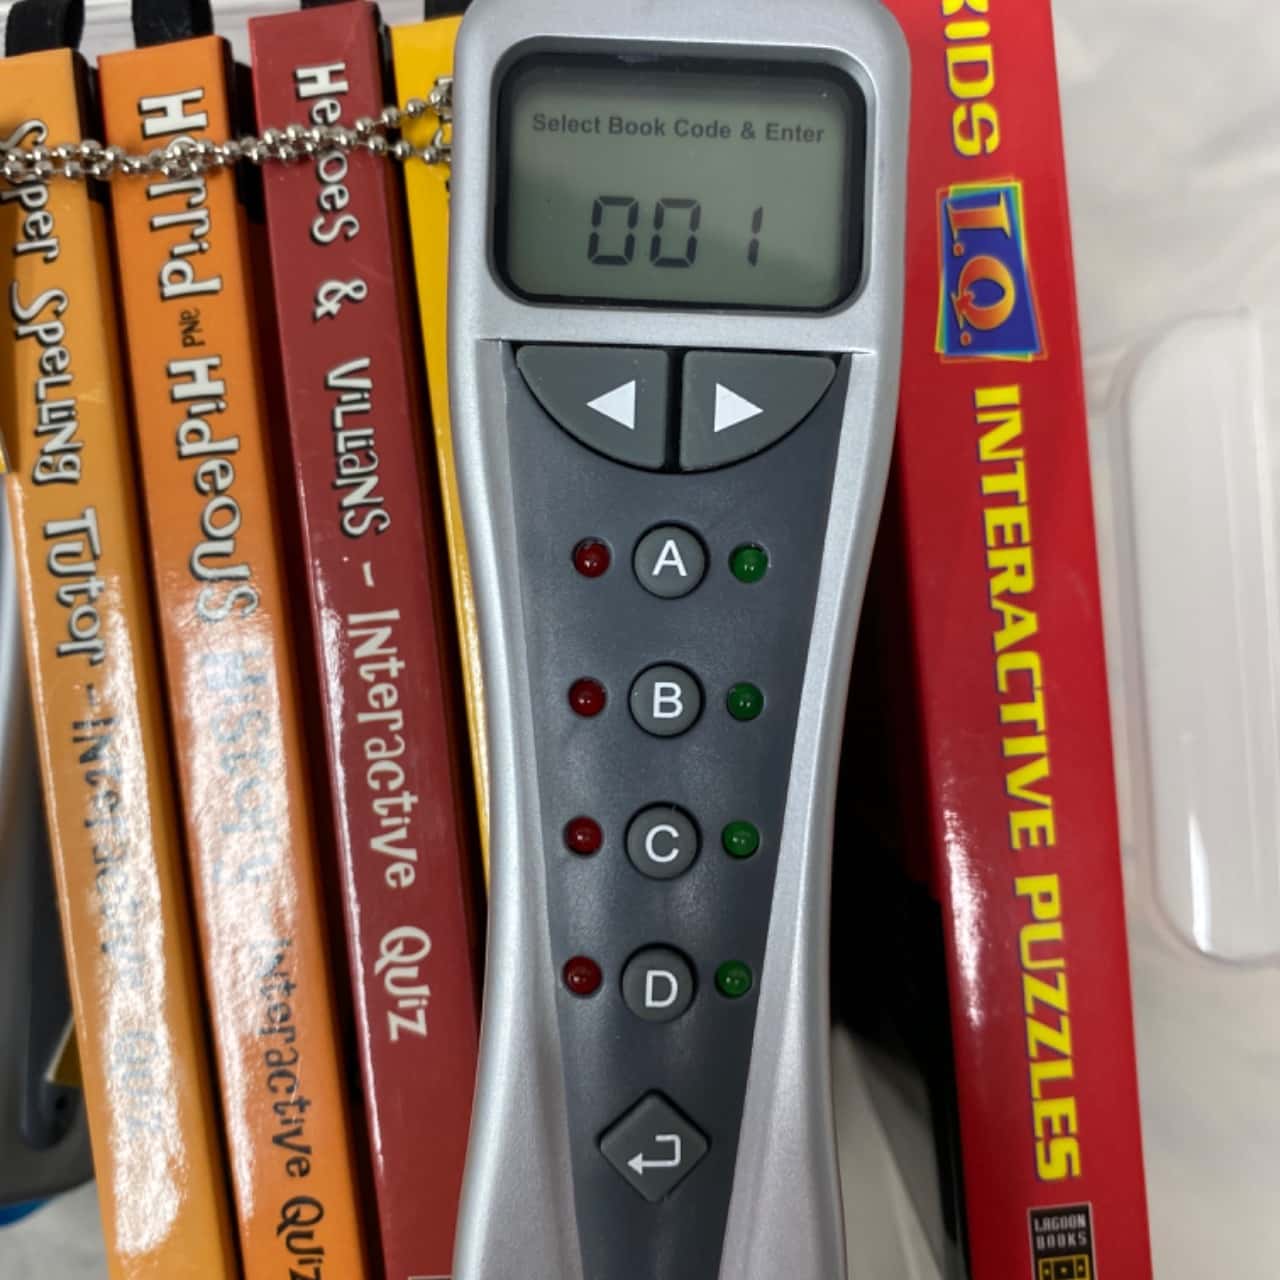 Super Spelling Tutor - Interactive Quiz
Horrid and Hideous History - Interactive Quiz
Heroes & Villians - Interactive Quiz
Select Book Code & Enter
001
A
B
C
D
KIDS I.Q. INTERACTIVE PUZZLES
LAGOON
BOOKS